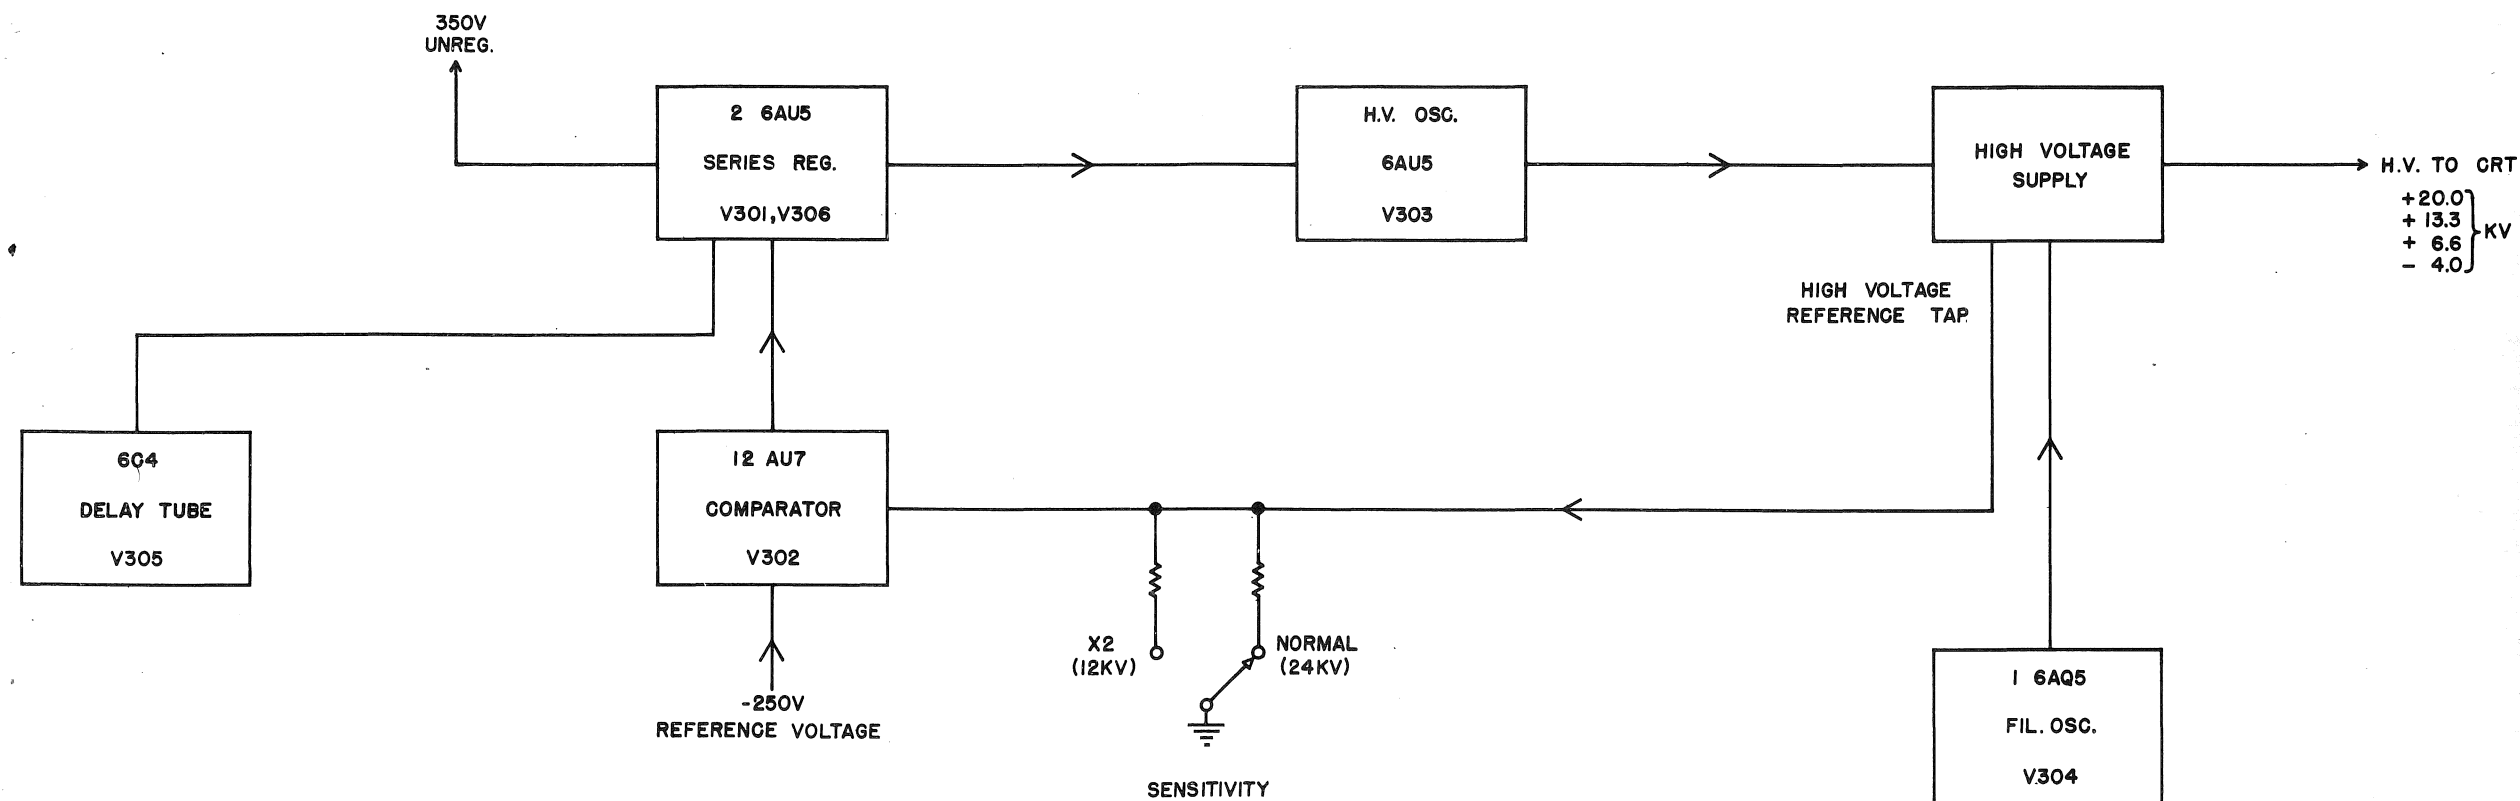 350V
UNREG.
2 6AU5
SERIES REG.
V301,V306
H.V. OSC.
6AU5
V303
HIGH VOLTAGE
SUPPLY
H.V. TO CRT
+20.0
+ 13.3
+ 6.6
- 4.0
KV
HIGH VOLTAGE
REFERENCE TAP
6C4
DELAY TUBE
V305
12 AU7
COMPARATOR
V302
-250V
REFERENCE VOLTAGE
X2
(12KV)
NORMAL
(24KV)
SENSITIVITY
1 6AQ5
FIL. OSC.
V304